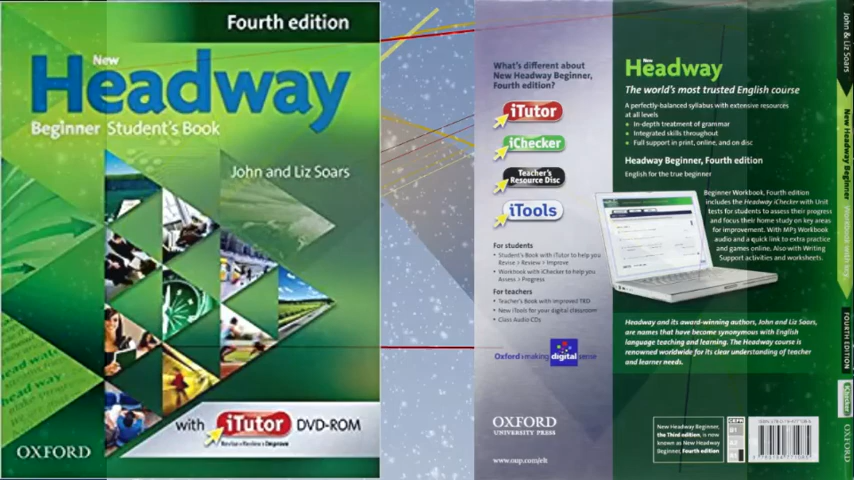 Fourth edition
New
Headway
Beginner Student's Book
John and Liz Soars
head way
with iTutor DVD-ROM
Revise • Review • Improve
OXFORD
What's different about
New Headway Beginner,
Fourth edition?
iTutor
iChecker
Teacher's
Resource Disc
iTools
For students
• Student's Book with iTutor to help you
Revise > Review > Improve
• Workbook with iChecker to help you
Assess > Progress
For teachers
• Teacher's Book with improved TRD
• New iTools for your digital classroom
• Class Audio CDs
Oxford: making digital sense
OXFORD
UNIVERSITY PRESS
www.oup.com/elt
New
Headway
The world's most trusted English course
A perfectly-balanced syllabus with extensive resources
at all levels
• In-depth treatment of grammar
• Integrated skills throughout
• Full support in print, online, and on disc
Headway Beginner, Fourth edition
English for the true beginner
Beginner Workbook, Fourth edition
includes the Headway iChecker with Unit
tests for students to assess their progress
and focus their home study on key areas
for improvement. With MP3 Workbook
audio and a quick link to extra practice
and games online. Also with Writing
Support activities and worksheets.
Headway and its award-winning authors, John and Liz Soars,
are names that have become synonymous with English
language teaching and learning. The Headway course is
renowned worldwide for its clear understanding of teacher
and learner needs.
New Headway Beginner,
the Third edition, is now
known as New Headway
Beginner, Fourth edition
CEFR
John & Liz Soars
New Headway Beginner
Workbook with key
FOURTH EDITION
iChecker
OXFORD